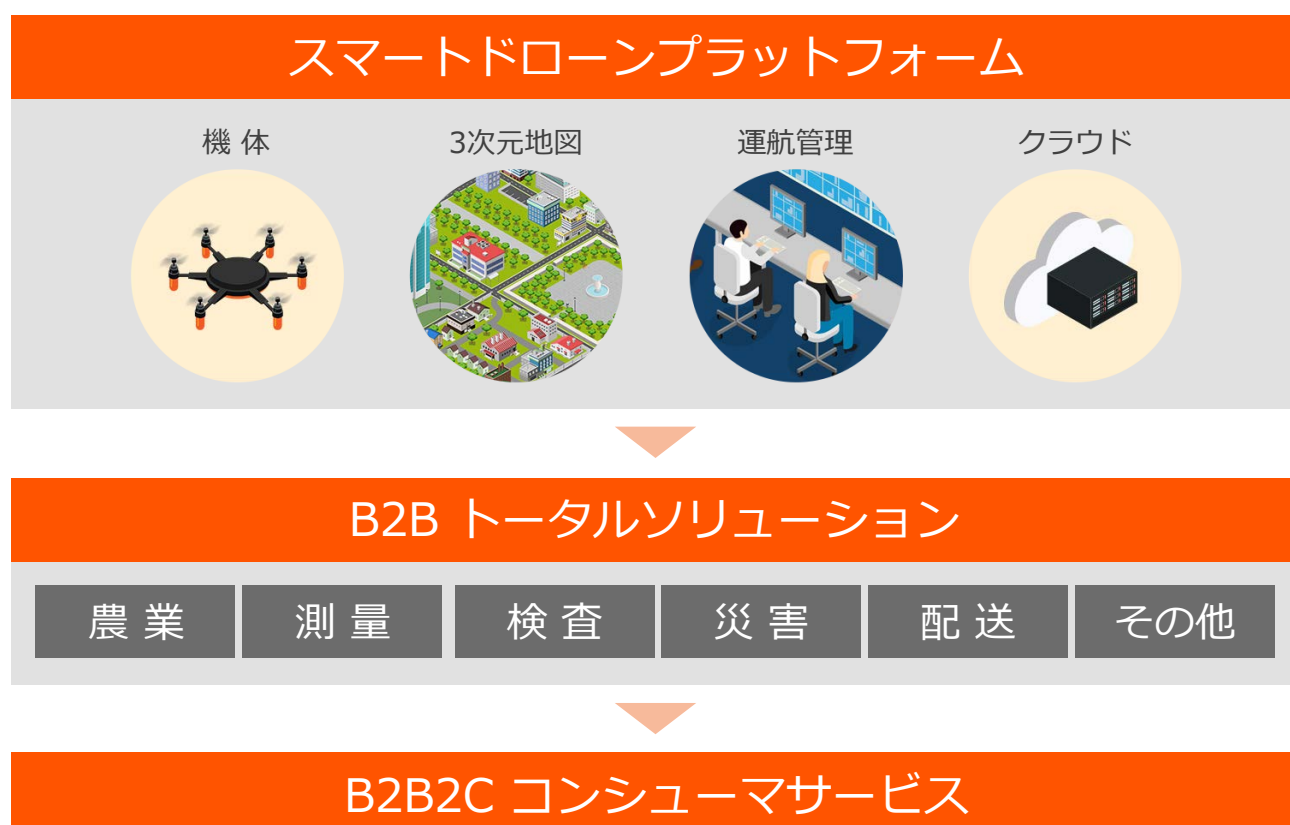 スマートドローンプラットフォーム
機 体 3次元地図 運航管理 クラウド
B2B トータルソリューション
農 業 測 量 検 査 災 害 配 送 その他
B2B2C コンシューマサービス